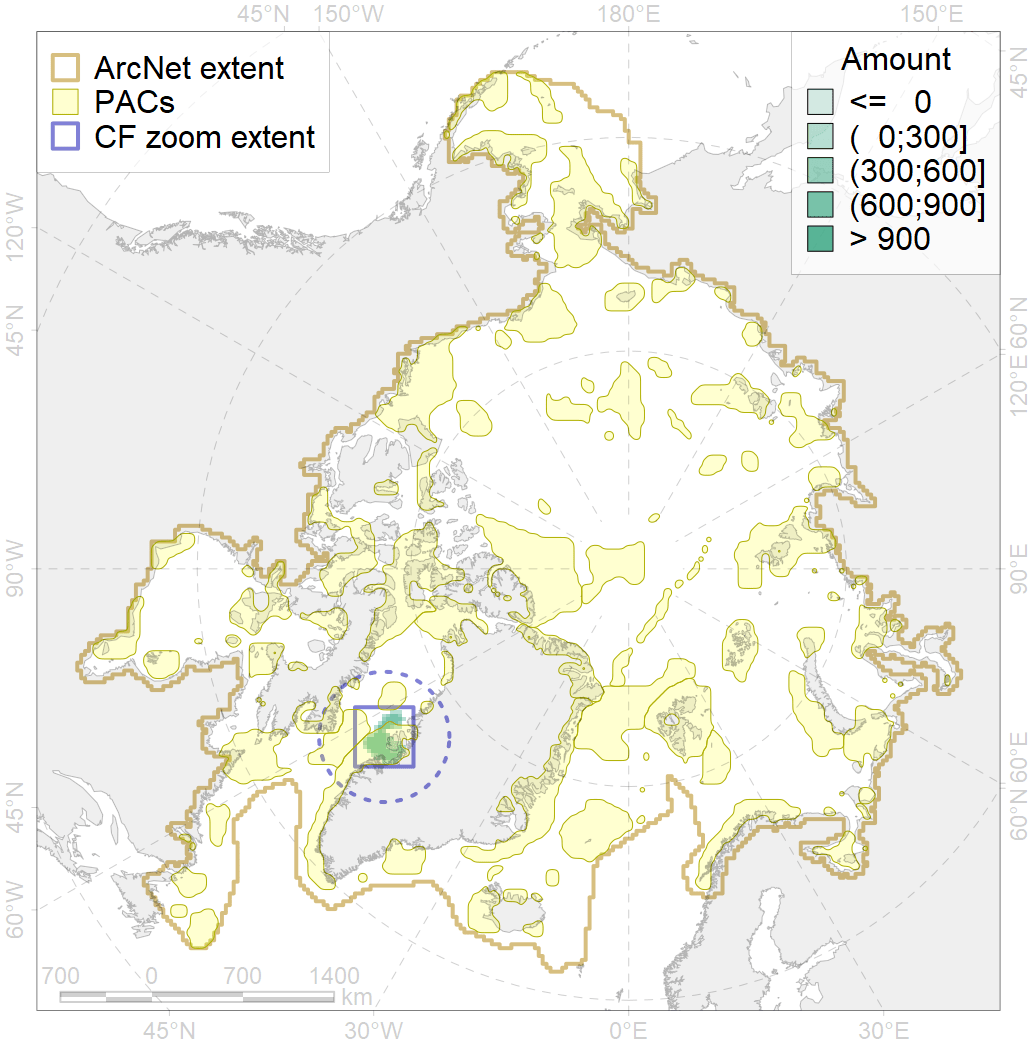 45°N 150°W 180°E 150°E
ArcNet extent
PACs
CF zoom extent
Amount
<= 0
( 0;300]
(300;600]
(600;900]
> 900
45°N
120°W
45°N
60°N
120°E
90°W
90°E
45°N
60°E
60°N
60°W
700 0 700 1400
km
45°N 30°W 0°E 30°E